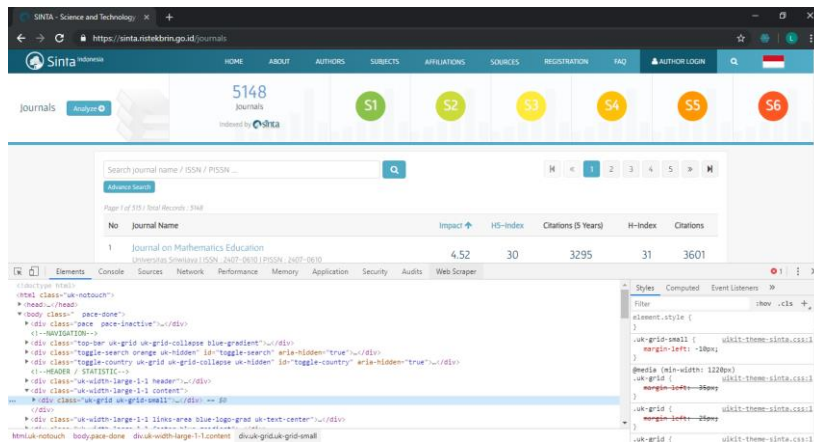 SINTA - Science and Technology
https://sinta.ristekbrin.go.id/journals
Sinta Indonesia
HOME ABOUT AUTHORS SUBJECTS AFFILIATIONS SOURCES REGISTRATION FAQ AUTHOR LOGIN
Journals Analyze
5148
Journals
Indexed by sinta
S1 S2 S3 S4 S5 S6
Search journal name / ISSN / PISSN ...
1 2 3 4 5
Advance Search
Page 1 of 515 | Total Records : 5148
No Journal Name Impact H5-Index Citations (5 Years) H-Index Citations
1 Journal on Mathematics Education 4.52 30 3295 31 3601
Universitas Sriwijaya | ISSN : 2407-0610 | PISSN : 2407-0610
Elements Console Sources Network Performance Memory Application Security Audits Web Scraper 1
Styles Computed Event Listeners
Filter :hov .cls +
<!doctype html>
<html class="uk-notouch">
<head>…</head>
<body class=" pace-done">
<div class="pace pace-inactive">…</div>
<!--NAVIGATION-->
<div class="top-bar uk-grid uk-grid-collapse blue-gradient">…</div>
<div class="toggle-search orange uk-hidden" id="toggle-search" aria-hidden="true">…</div>
<div class="toggle-country uk-grid uk-grid-collapse uk-hidden" id="toggle-country" aria-hidden="true">…</div>
<!--HEADER / STATISTIC-->
<div class="uk-width-large-1-1 header">…</div>
<div class="uk-width-large-1-1 content">
<div class="uk-grid uk-grid-small">…</div> == $0
</div>
<div class="uk-width-large-1-1 links-area blue-logo-grad uk-text-center">…</div>
html.uk-notouch body.pace-done div.uk-width-large-1-1.content div.uk-grid.uk-grid-small
element.style {
}
.uk-grid-small { uikit-theme-sinta.css:1
margin-left: -10px;
}
@media (min-width: 1220px)
.uk-grid { uikit-theme-sinta.css:1
margin-left: -35px;
}
.uk-grid { uikit-theme-sinta.css:1
margin-left: -25px;
}
.uk-grid { uikit-theme-sinta.css:1